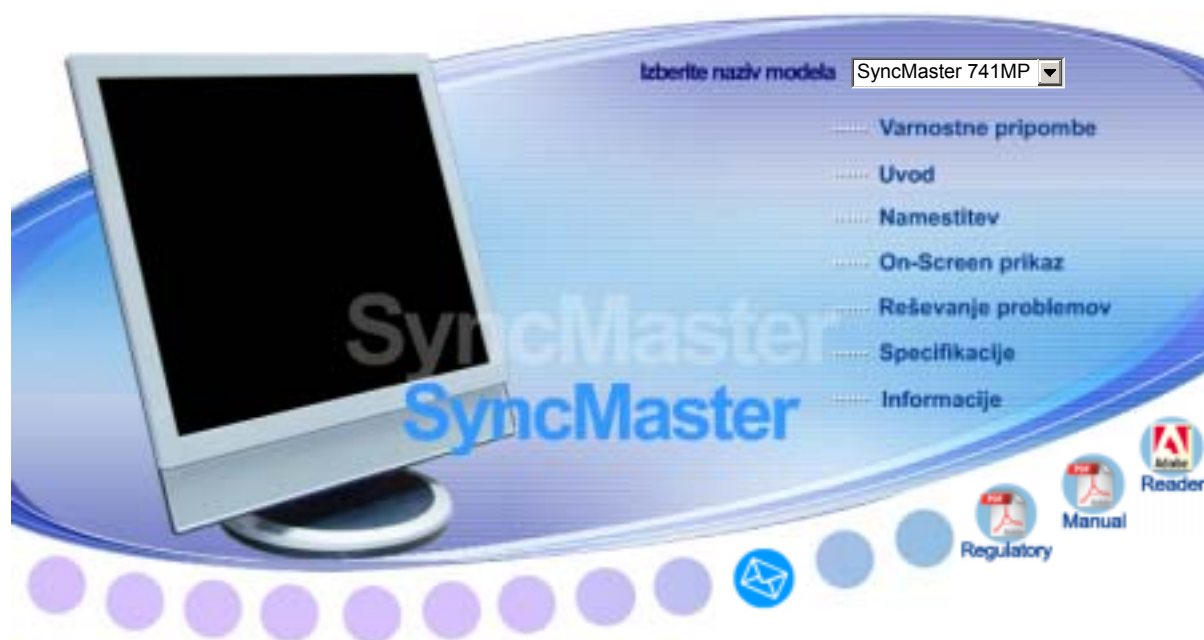 Izberite naziv modela SyncMaster 741MP
Varnostne pripombe
Uvod
Namestitev
On-Screen prikaz
Reševanje problemov
Specifikacije
Informacije
SyncMaster
SyncMaster
PDF
Regulatory
PDF
Manual
Adobe
Reader